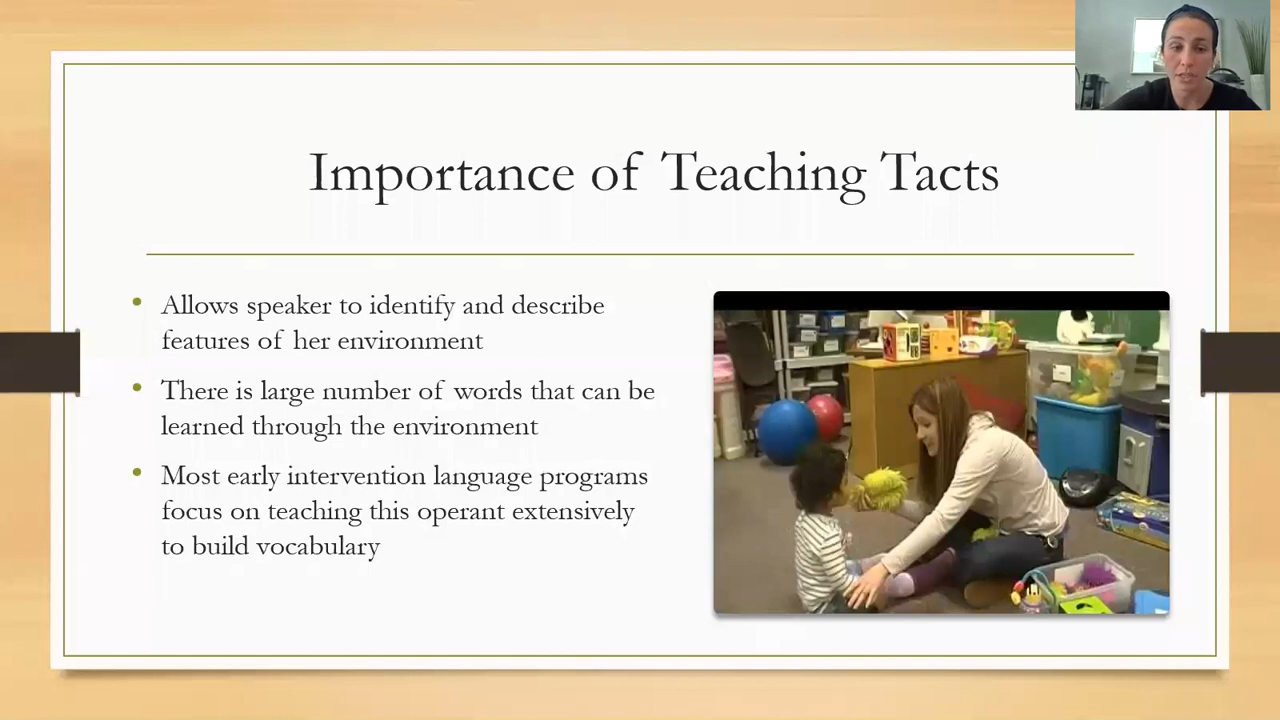 Importance of Teaching Tacts
Allows speaker to identify and describe
features of her environment
There is large number of words that can be
learned through the environment
Most early intervention language programs
focus on teaching this operant extensively
to build vocabulary